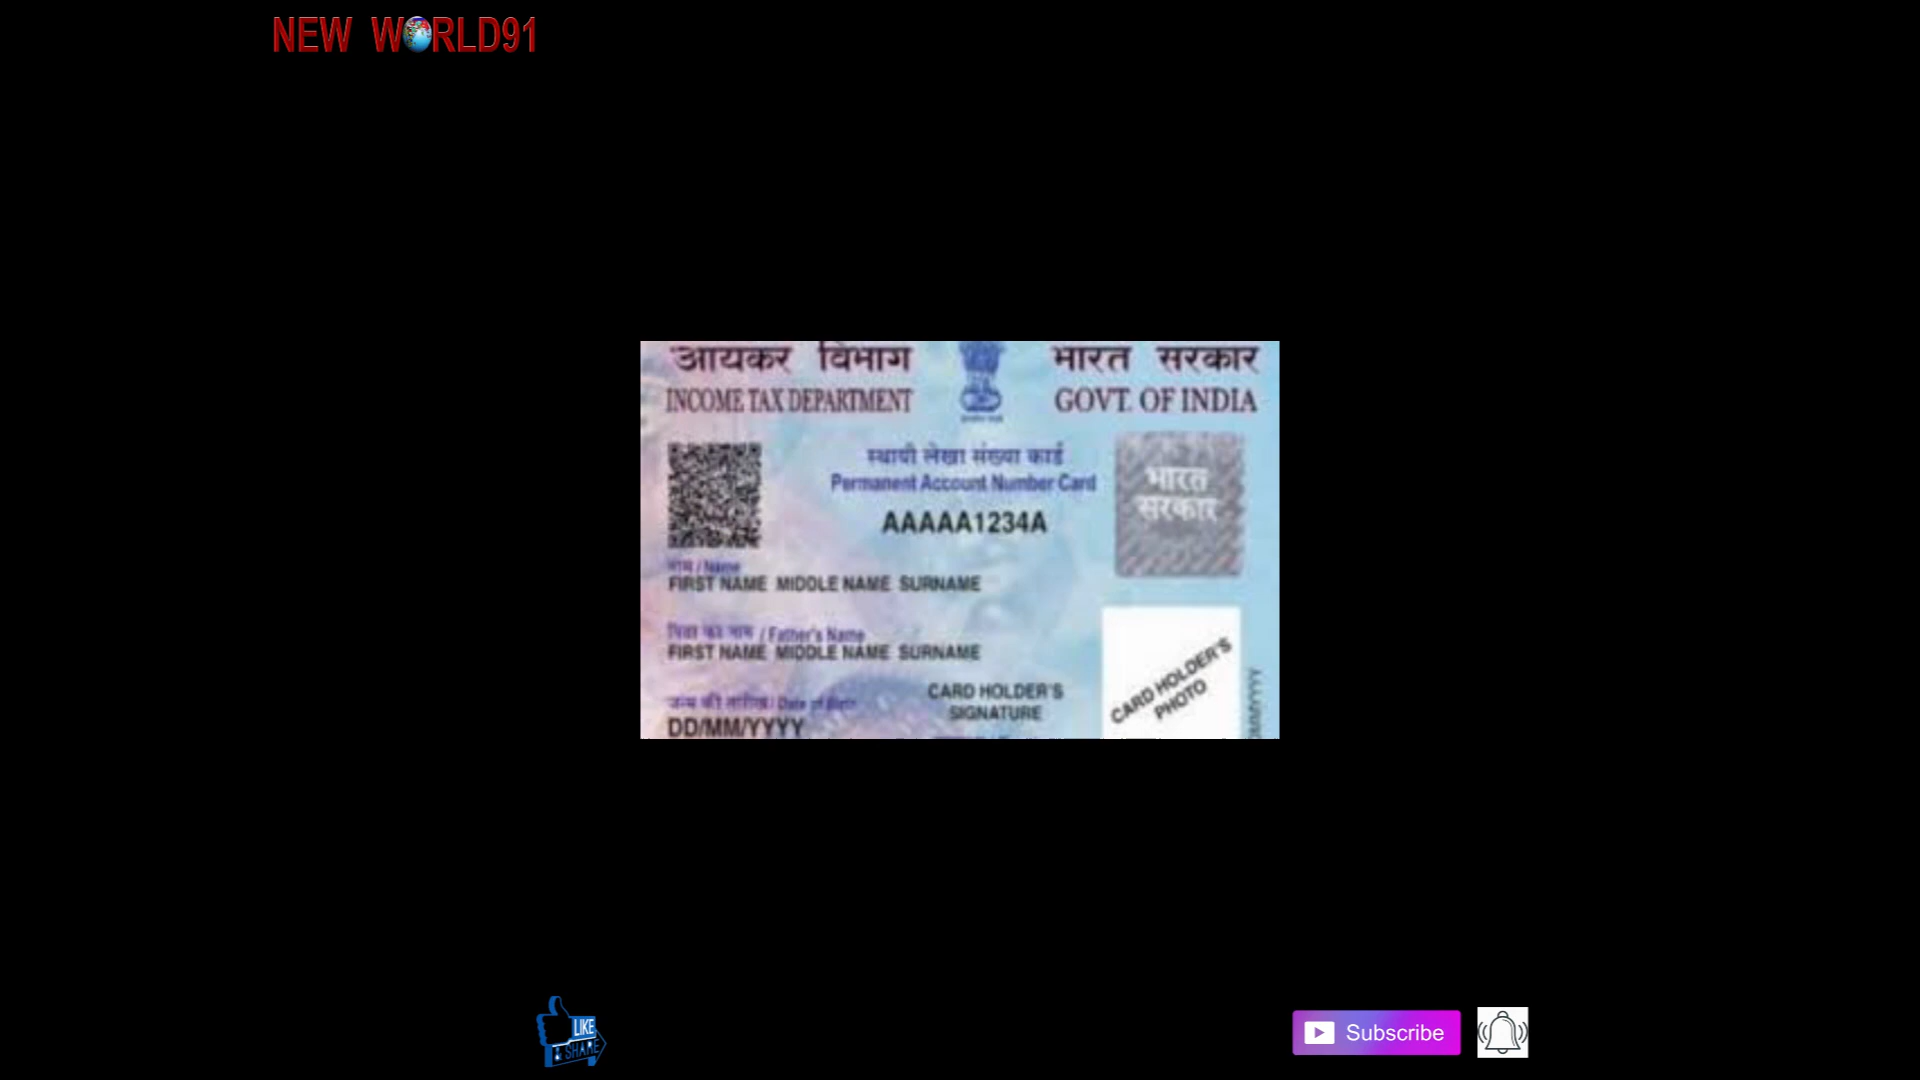 NEW WORLD91
आयकर विभाग
INCOME TAX DEPARTMENT
भारत सरकार
GOVT. OF INDIA
स्थायी लेखा संख्या कार्ड
Permanent Account Number Card
AAAAA1234A
भारत
सरकार
नाम / Name
FIRST NAME MIDDLE NAME SURNAME
पिता का नाम / Father's Name
FIRST NAME MIDDLE NAME SURNAME
जन्म की तारीख / Date of Birth
DD/MM/YYYY
CARD HOLDER'S
SIGNATURE
CARD HOLDER'S
PHOTO
LIKE
& SHARE
Subscribe